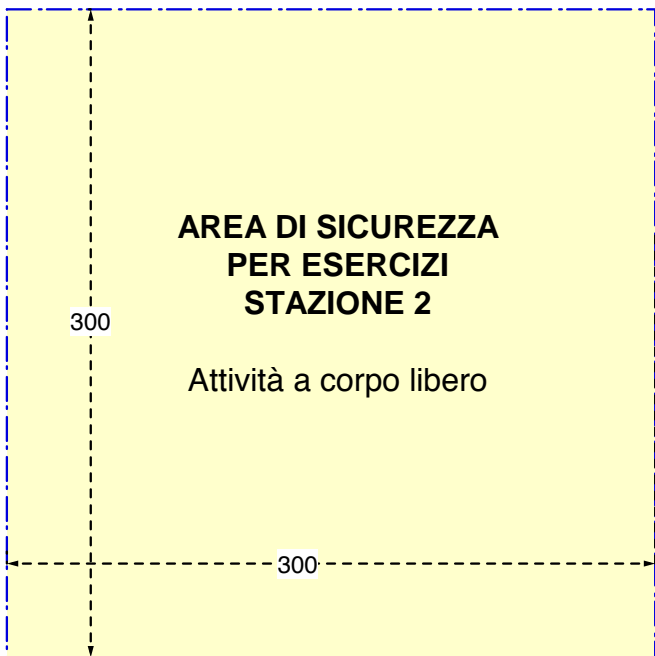 AREA DI SICUREZZA
PER ESERCIZI
STAZIONE 2
300
Attività a corpo libero
300